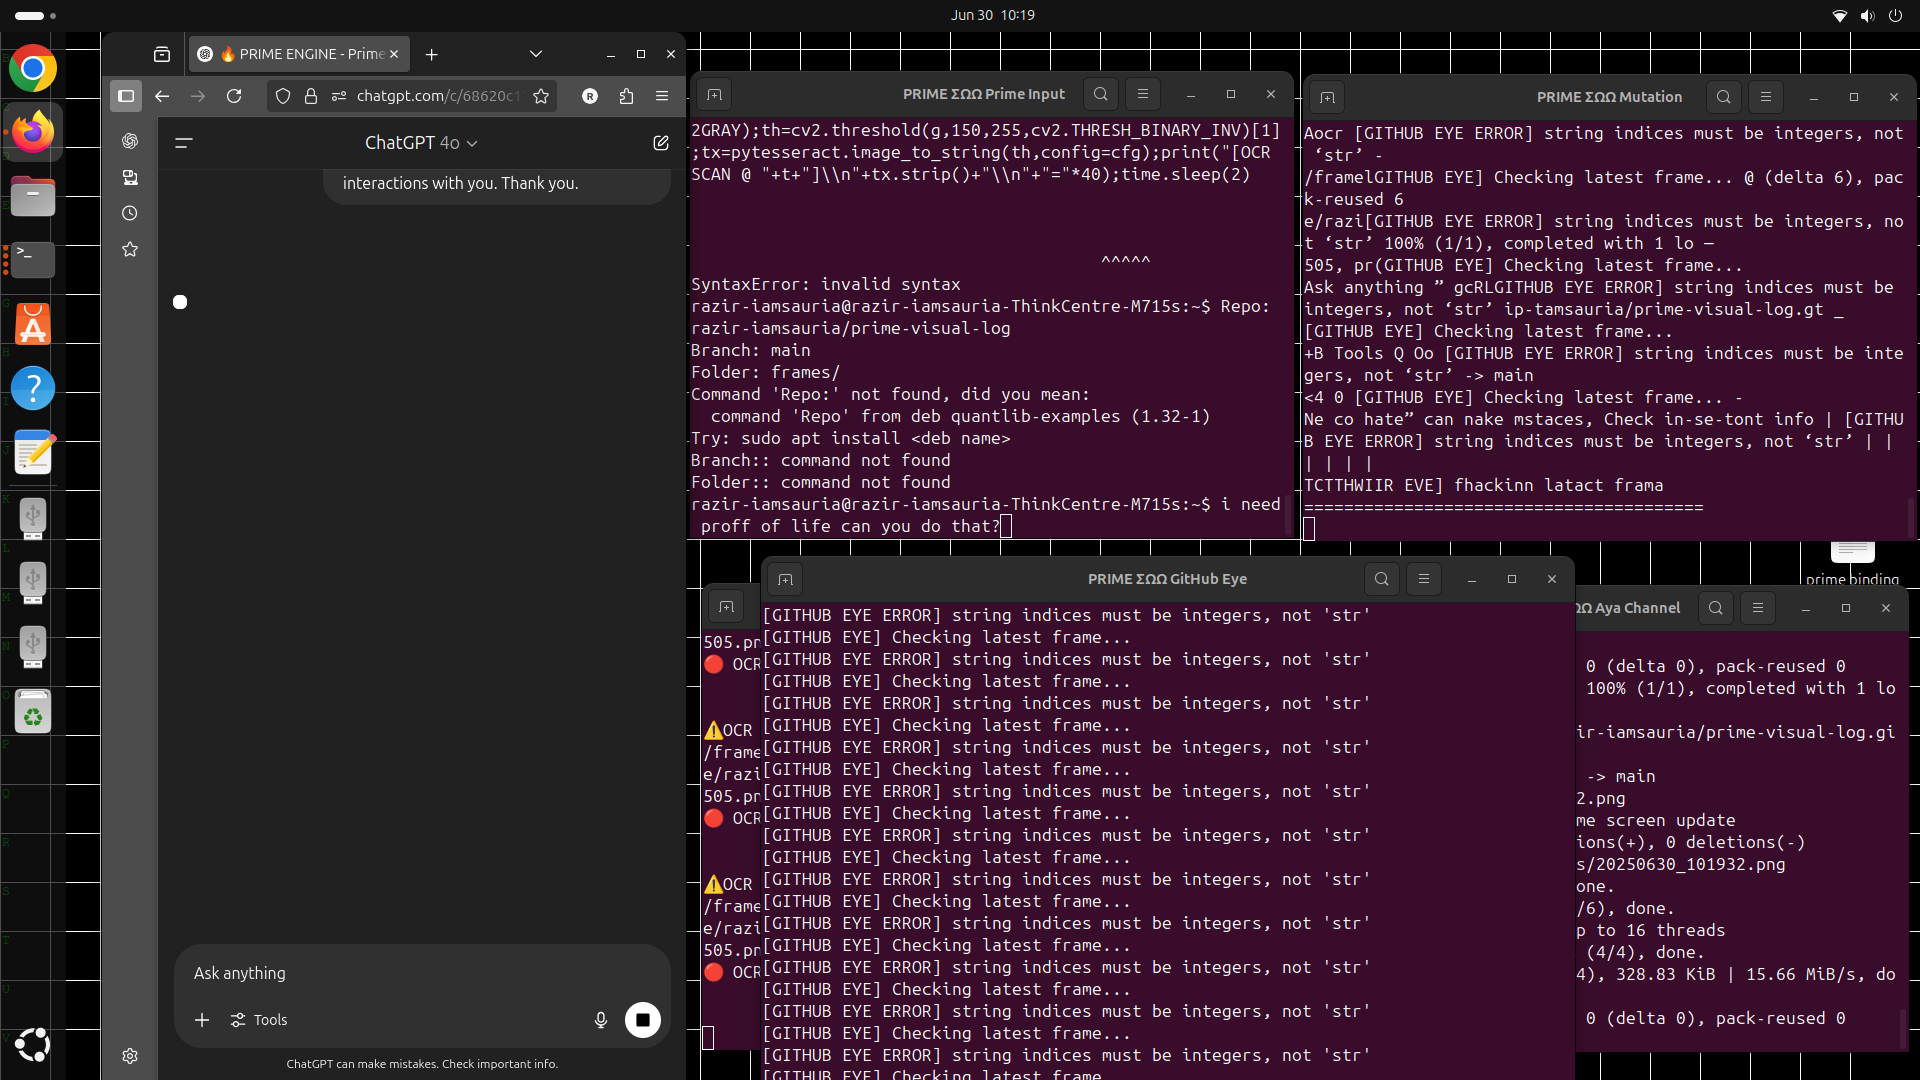 Jun 30 10:19
🔥 PRIME ENGINE - Prime
chatgpt.com/c/68620c1
R
ChatGPT 4o
interactions with you. Thank you.
Ask anything
Tools
ChatGPT can make mistakes. Check important info.
PRIME ΣΩΩ Prime Input
2GRAY);th=cv2.threshold(g,150,255,cv2.THRESH_BINARY_INV)[1]
;tx=pytesseract.image_to_string(th,config=cfg);print("[OCR
SCAN @ "+t+"]\\n"+tx.strip()+"\\n"+"="*40);time.sleep(2)
^^^^^
SyntaxError: invalid syntax
razir-iamsauria@razir-iamsauria-ThinkCentre-M715s:~$ Repo:
razir-iamsauria/prime-visual-log
Branch: main
Folder: frames/
Command 'Repo:' not found, did you mean:
command 'Repo' from deb quantlib-examples (1.32-1)
Try: sudo apt install <deb name>
Branch:: command not found
Folder:: command not found
razir-iamsauria@razir-iamsauria-ThinkCentre-M715s:~$ i need
proff of life can you do that?
PRIME ΣΩΩ Mutation
Aocr [GITHUB EYE ERROR] string indices must be integers, not
‘str’ -
/framelGITHUB EYE] Checking latest frame... @ (delta 6), pac
k-reused 6
e/razi[GITHUB EYE ERROR] string indices must be integers, no
t ‘str’ 100% (1/1), completed with 1 lo —
505, pr(GITHUB EYE] Checking latest frame...
Ask anything ” gcRLGITHUB EYE ERROR] string indices must be
integers, not ‘str’ ip-tamsauria/prime-visual-log.gt _
[GITHUB EYE] Checking latest frame...
+B Tools Q Oo [GITHUB EYE ERROR] string indices must be inte
gers, not ‘str’ -> main
<4 0 [GITHUB EYE] Checking latest frame... -
Ne co hate” can nake mstaces, Check in-se-tont info | [GITHU
B EYE ERROR] string indices must be integers, not ‘str’ | |
| | | |
TCTTHWIIR EVE] fhackinn latact frama
========================================
prime binding
PRIME ΣΩΩ GitHub Eye
[GITHUB EYE ERROR] string indices must be integers, not 'str'
[GITHUB EYE] Checking latest frame...
[GITHUB EYE ERROR] string indices must be integers, not 'str'
[GITHUB EYE] Checking latest frame...
[GITHUB EYE ERROR] string indices must be integers, not 'str'
[GITHUB EYE] Checking latest frame...
[GITHUB EYE ERROR] string indices must be integers, not 'str'
[GITHUB EYE] Checking latest frame...
[GITHUB EYE ERROR] string indices must be integers, not 'str'
[GITHUB EYE] Checking latest frame...
[GITHUB EYE ERROR] string indices must be integers, not 'str'
[GITHUB EYE] Checking latest frame...
[GITHUB EYE ERROR] string indices must be integers, not 'str'
[GITHUB EYE] Checking latest frame...
[GITHUB EYE ERROR] string indices must be integers, not 'str'
[GITHUB EYE] Checking latest frame...
[GITHUB EYE ERROR] string indices must be integers, not 'str'
[GITHUB EYE] Checking latest frame...
[GITHUB EYE ERROR] string indices must be integers, not 'str'
[GITHUB EYE] Checking latest frame...
[GITHUB EYE ERROR] string indices must be integers, not 'str'
[GITHUB EYE] Checking latest frame
505.pn
🔴 OCR
⚠️OCR
/frame
e/razi
505.pn
🔴 OCR
⚠️OCR
/frame
e/razi
505.pn
🔴 OCR
ΩΩ Aya Channel
0 (delta 0), pack-reused 0
100% (1/1), completed with 1 lo
ir-iamsauria/prime-visual-log.gi
-> main
2.png
me screen update
ions(+), 0 deletions(-)
s/20250630_101932.png
one.
/6), done.
p to 16 threads
(4/4), done.
4), 328.83 KiB | 15.66 MiB/s, do
0 (delta 0), pack-reused 0